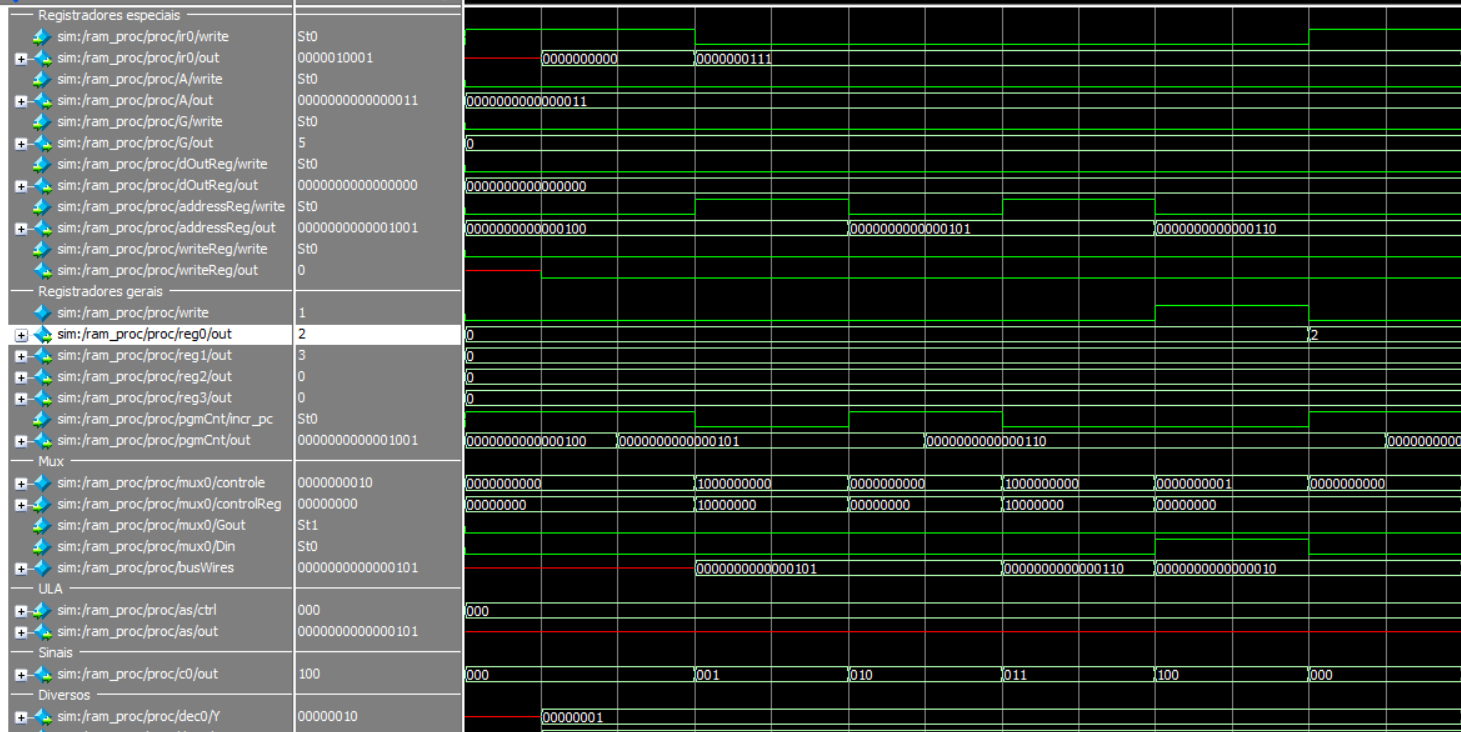 Registradores especiais
sim:/ram_proc/proc/ir0/write St0
sim:/ram_proc/proc/ir0/out 0000010001 0000000000 0000000111
sim:/ram_proc/proc/A/write St0
sim:/ram_proc/proc/A/out 0000000000000011 0000000000000011
sim:/ram_proc/proc/G/write St0
sim:/ram_proc/proc/G/out 5 0
sim:/ram_proc/proc/dOutReg/write St0
sim:/ram_proc/proc/dOutReg/out 0000000000000000 0000000000000000
sim:/ram_proc/proc/addressReg/write St0
sim:/ram_proc/proc/addressReg/out 0000000000001001 0000000000000100 0000000000000101 0000000000000110
sim:/ram_proc/proc/writeReg/write St0
sim:/ram_proc/proc/writeReg/out 0
Registradores gerais
sim:/ram_proc/proc/write 1
sim:/ram_proc/proc/reg0/out 2 0 2
sim:/ram_proc/proc/reg1/out 3 0
sim:/ram_proc/proc/reg2/out 0 0
sim:/ram_proc/proc/reg3/out 0 0
sim:/ram_proc/proc/pgmCnt/incr_pc St0
sim:/ram_proc/proc/pgmCnt/out 0000000000001001 0000000000000100 0000000000000101 0000000000000110 0000000000
Mux
sim:/ram_proc/proc/mux0/controle 0000000010 0000000000 1000000000 0000000000 1000000000 0000000001 0000000000
sim:/ram_proc/proc/mux0/controlReg 00000000 00000000 10000000 00000000 10000000 00000000
sim:/ram_proc/proc/mux0/Gout St1
sim:/ram_proc/proc/mux0/Din St0
sim:/ram_proc/proc/busWires 0000000000000101 0000000000000101 0000000000000110 0000000000000010
ULA
sim:/ram_proc/proc/as/ctrl 000 000
sim:/ram_proc/proc/as/out 0000000000000101
Sinais
sim:/ram_proc/proc/c0/out 100 000 001 010 011 100 000
Diversos
sim:/ram_proc/proc/dec0/Y 00000010 00000001